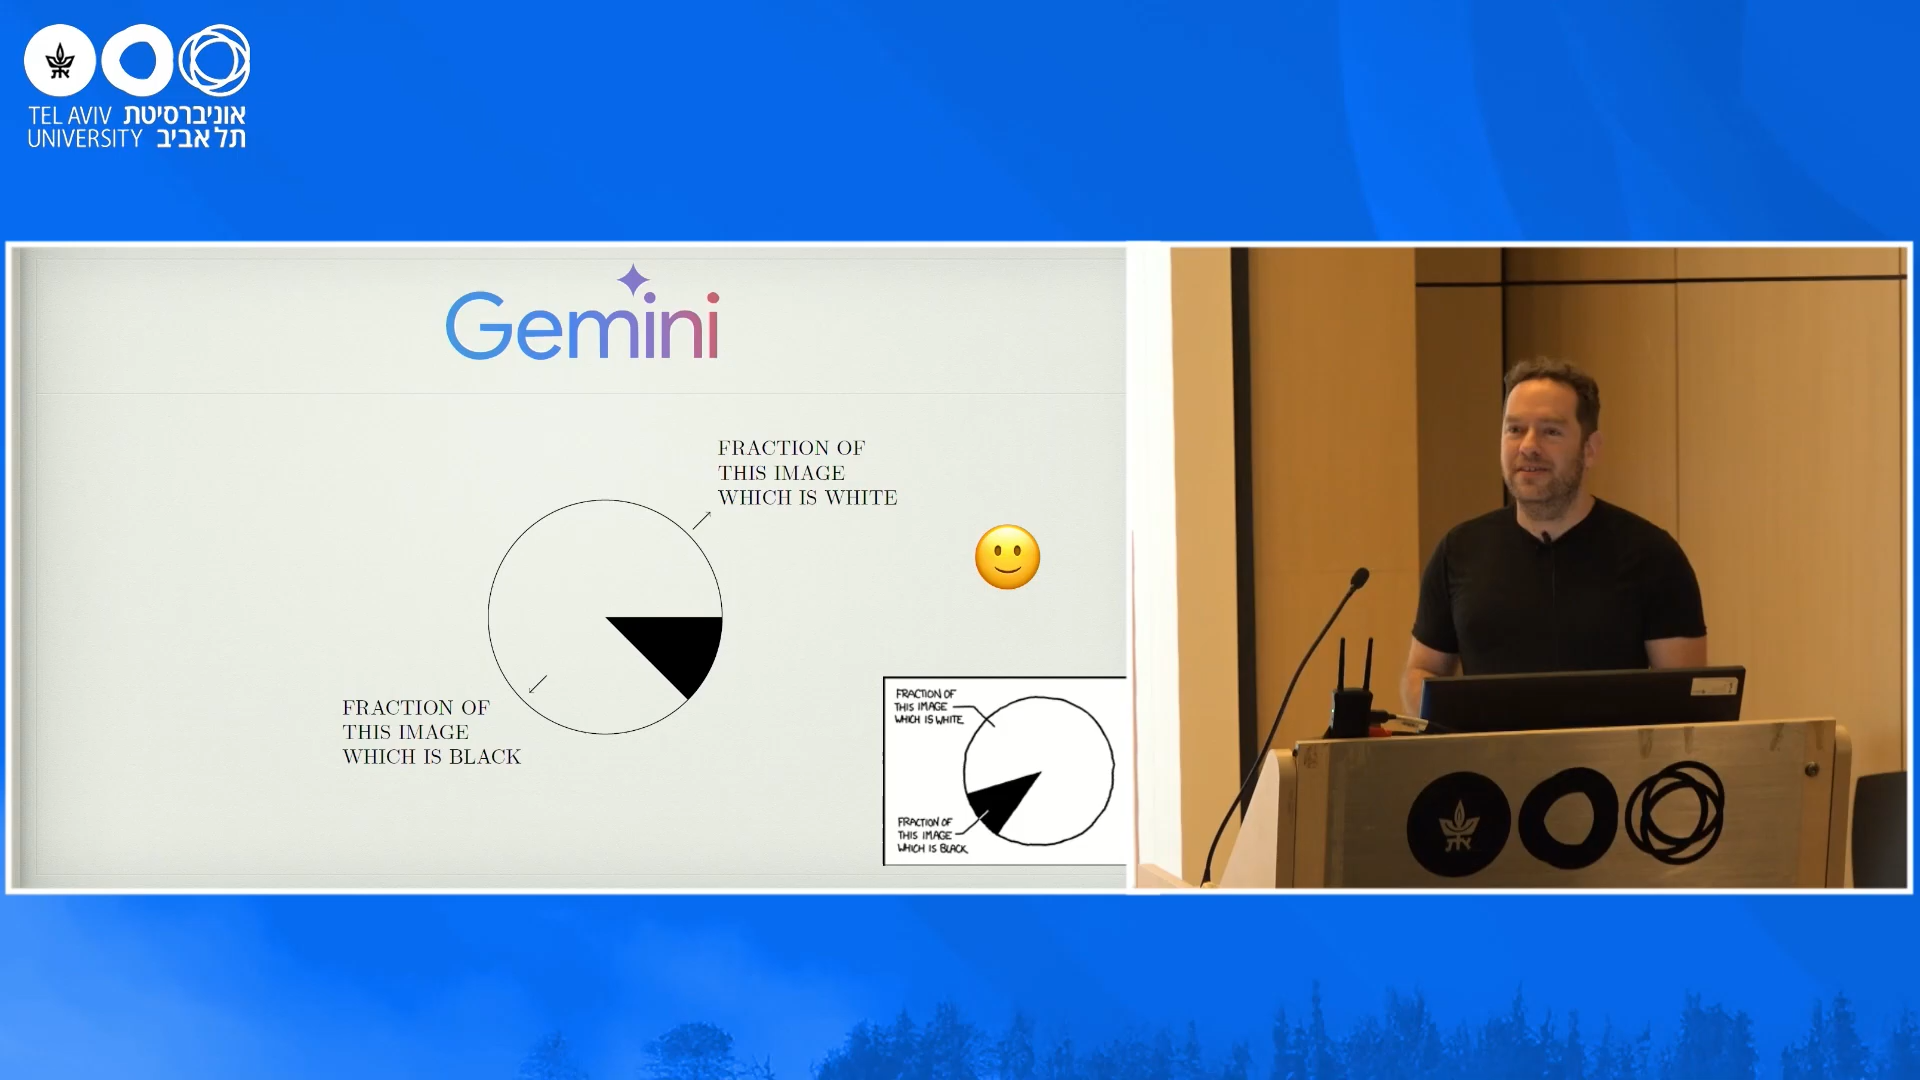 TEL AVIV אוניברסיטת
UNIVERSITY תל אביב
Gemini
FRACTION OF
THIS IMAGE
WHICH IS WHITE
FRACTION OF
THIS IMAGE
WHICH IS BLACK
FRACTION OF
THIS IMAGE
WHICH IS WHITE
FRACTION OF
THIS IMAGE
WHICH IS BLACK